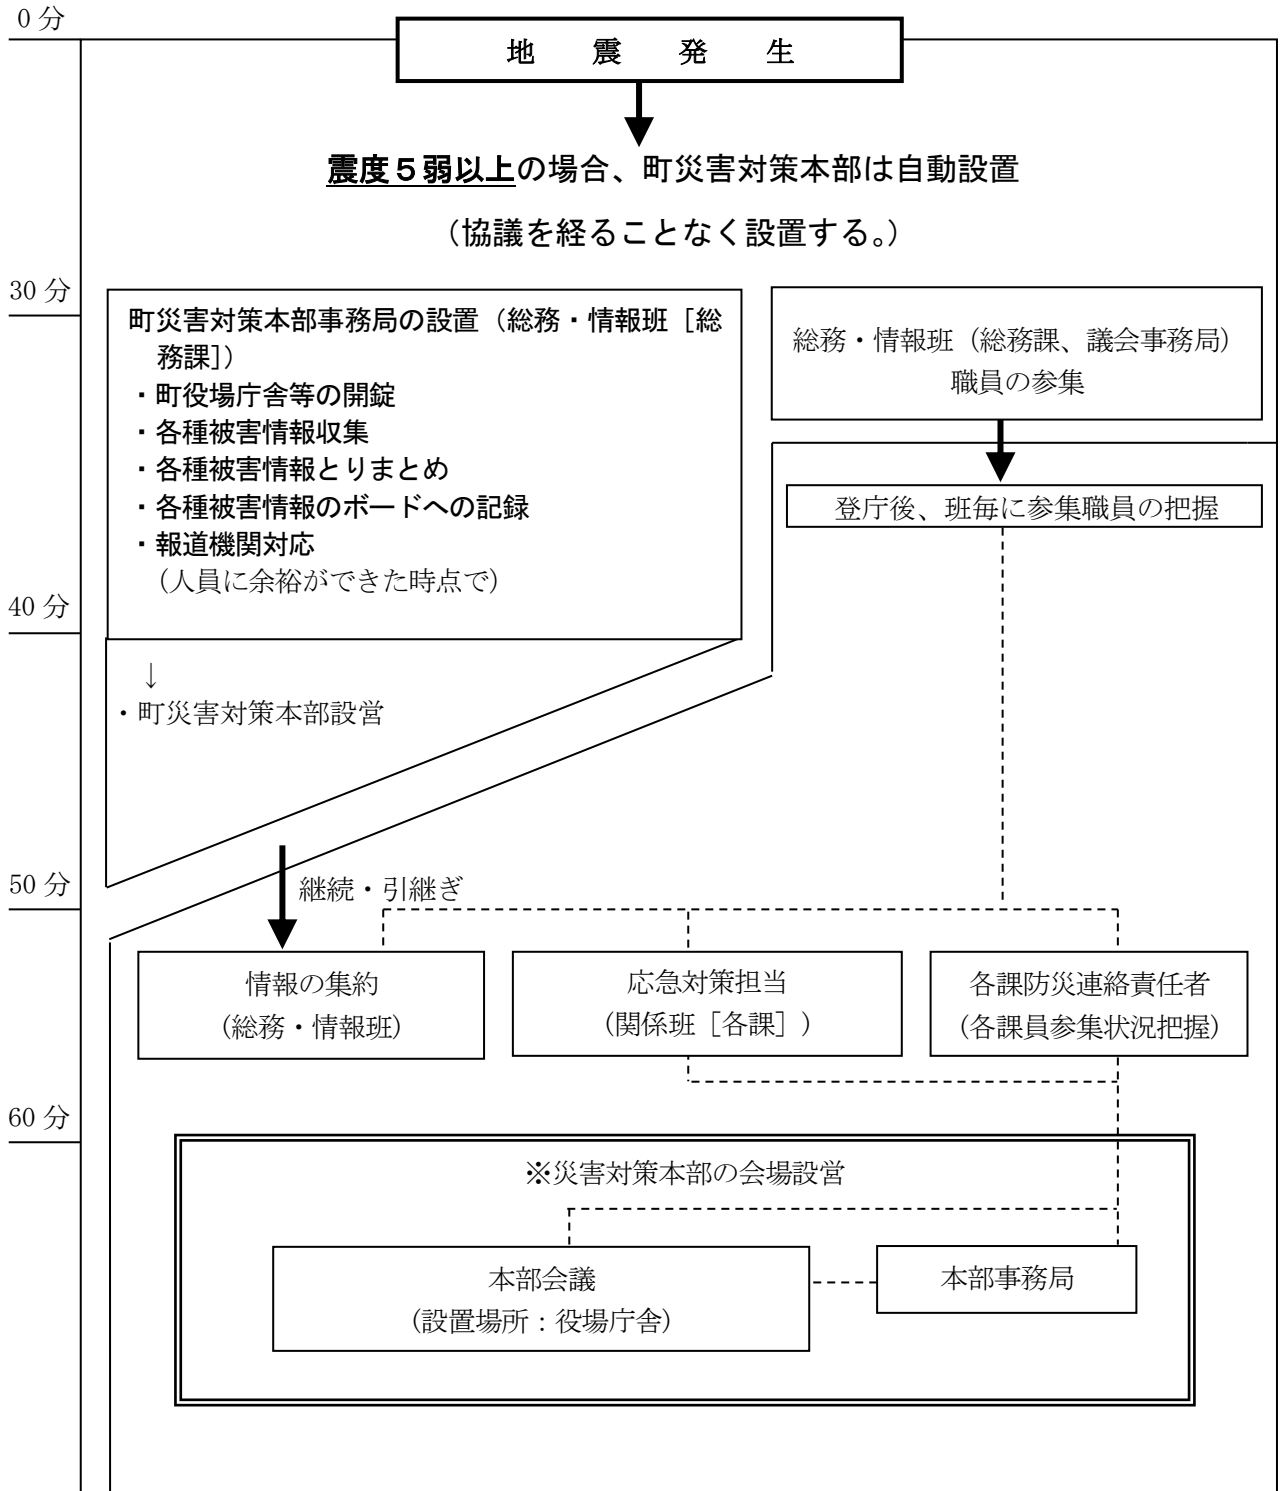 0 分
地　震　発　生
震度５弱以上の場合、町災害対策本部は自動設置
（協議を経ることなく設置する。）
30 分
町災害対策本部事務局の設置（総務・情報班［総
務課］）
・町役場庁舎等の開錠
・各種被害情報収集
・各種被害情報とりまとめ
・各種被害情報のボードへの記録
・報道機関対応
（人員に余裕ができた時点で）
総務・情報班（総務課、議会事務局）
職員の参集
登庁後、班毎に参集職員の把握
40 分
↓
・町災害対策本部設営
50 分
継続・引継ぎ
情報の集約
（総務・情報班）
応急対策担当
（関係班［各課］）
各課防災連絡責任者
（各課員参集状況把握）
60 分
※災害対策本部の会場設営
本部会議
（設置場所：役場庁舎）
本部事務局